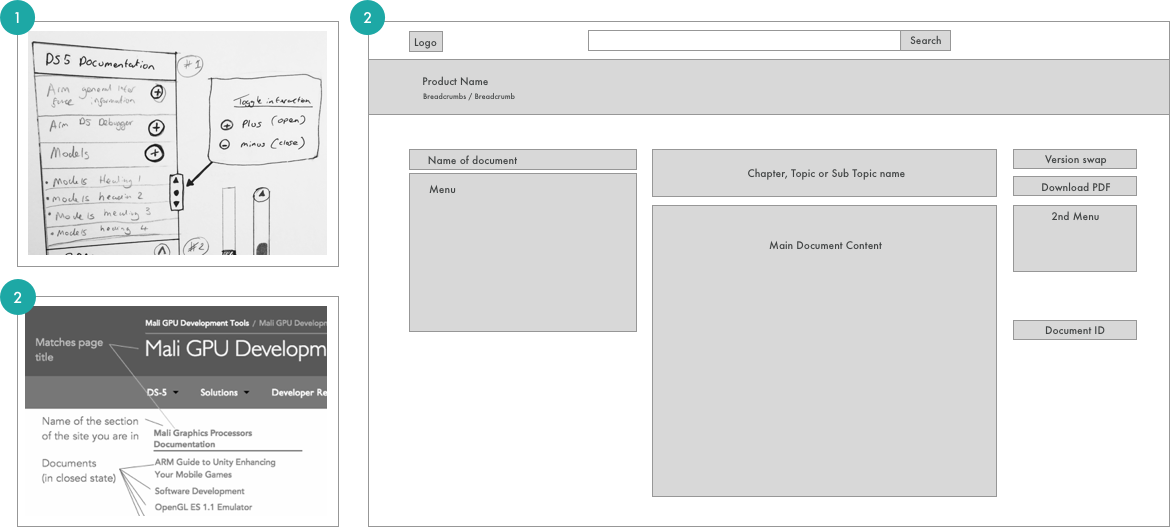 1
DS5 Documentation
#1
Arm general
information
Arm DS Debugger
Models
Models Heading 1
Models headin 2
Models heading 3
Models heading 4
Toggle interaction
Plus (open)
minus (close)
#2
2
Mali GPU Development Tools / Mali GPU Developm
Mali GPU Developm
Matches page
title
DS-5
Solutions
Developer Re
Name of the section
of the site you are in
Mali Graphics Processors
Documentation
Documents
(in closed state)
ARM Guide to Unity Enhancing
Your Mobile Games
Software Development
OpenGL ES 1.1 Emulator
2
Logo
Search
Product Name
Breadcrumbs / Breadcrumb
Name of document
Menu
Chapter, Topic or Sub Topic name
Main Document Content
Version swap
Download PDF
2nd Menu
Document ID